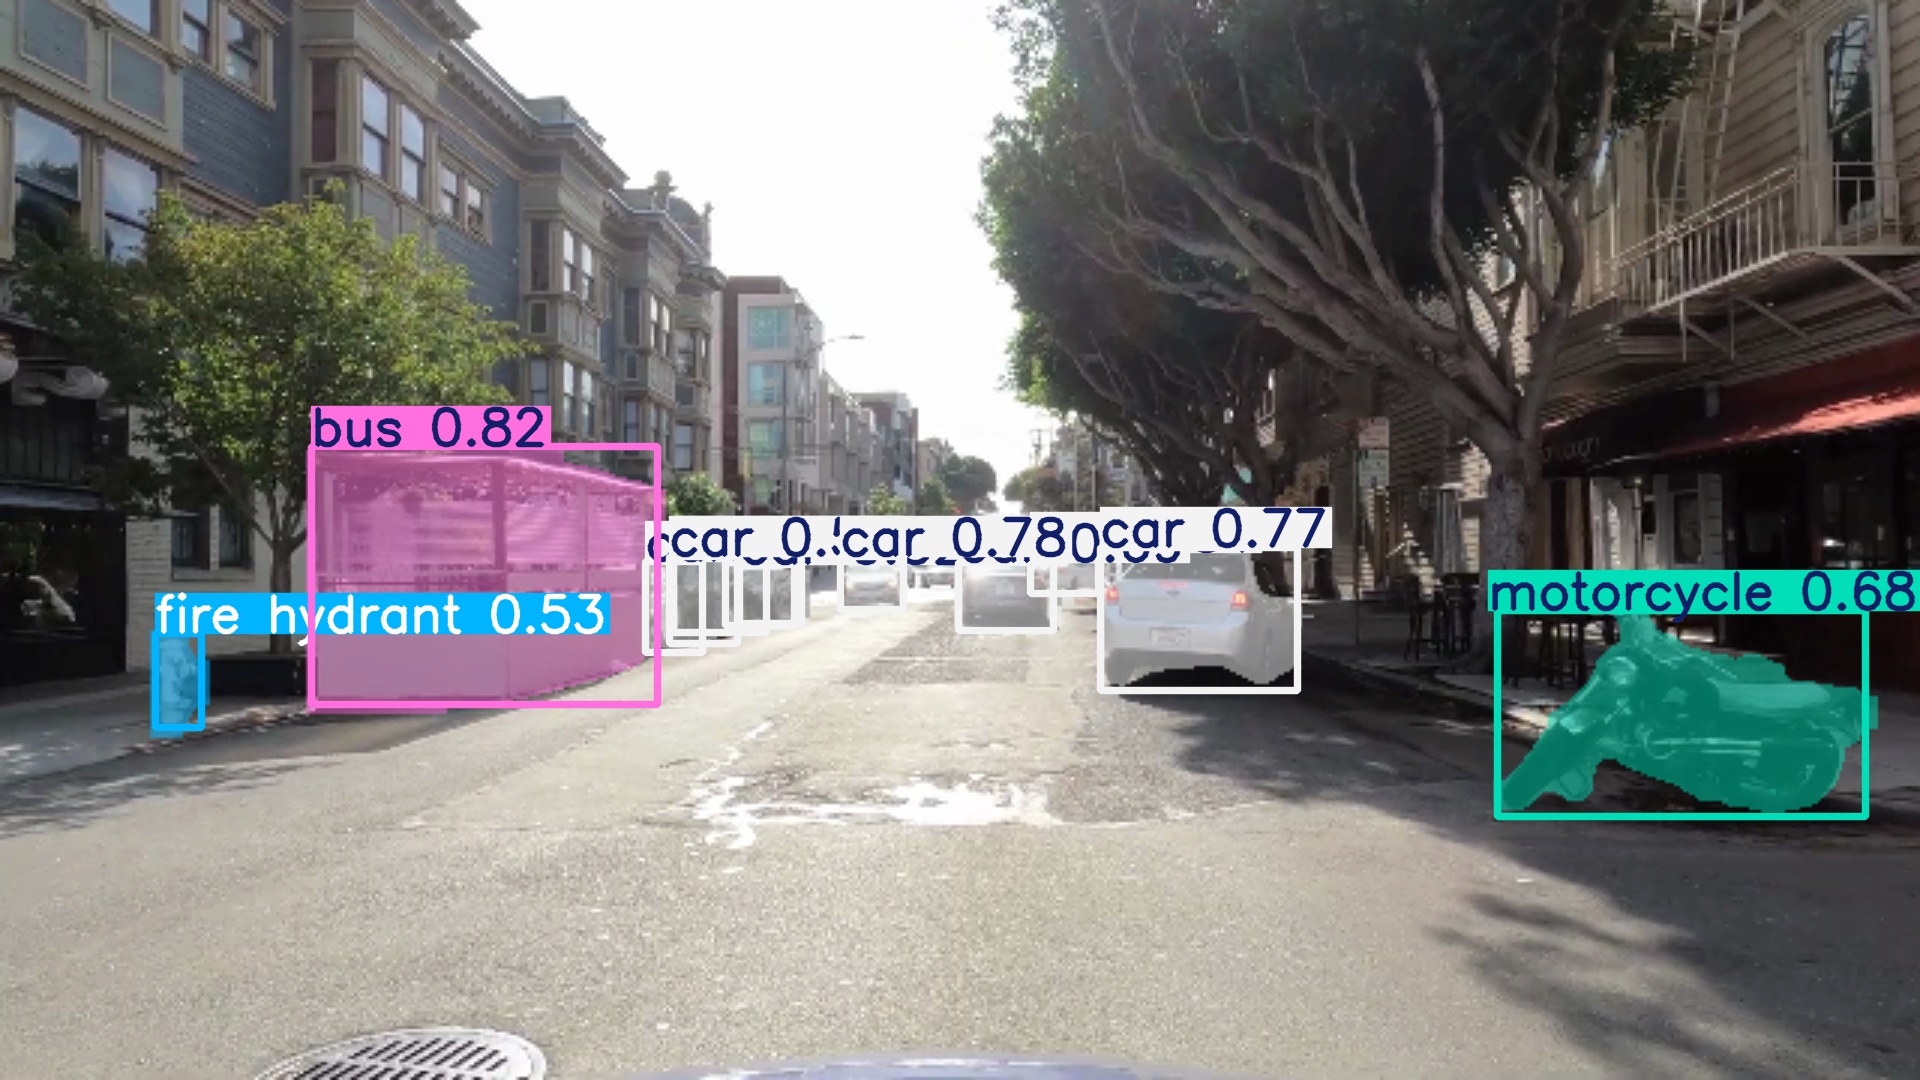 bus 0.82
car 0.78
car 0.77
motorcycle 0.68
fire hydrant 0.53